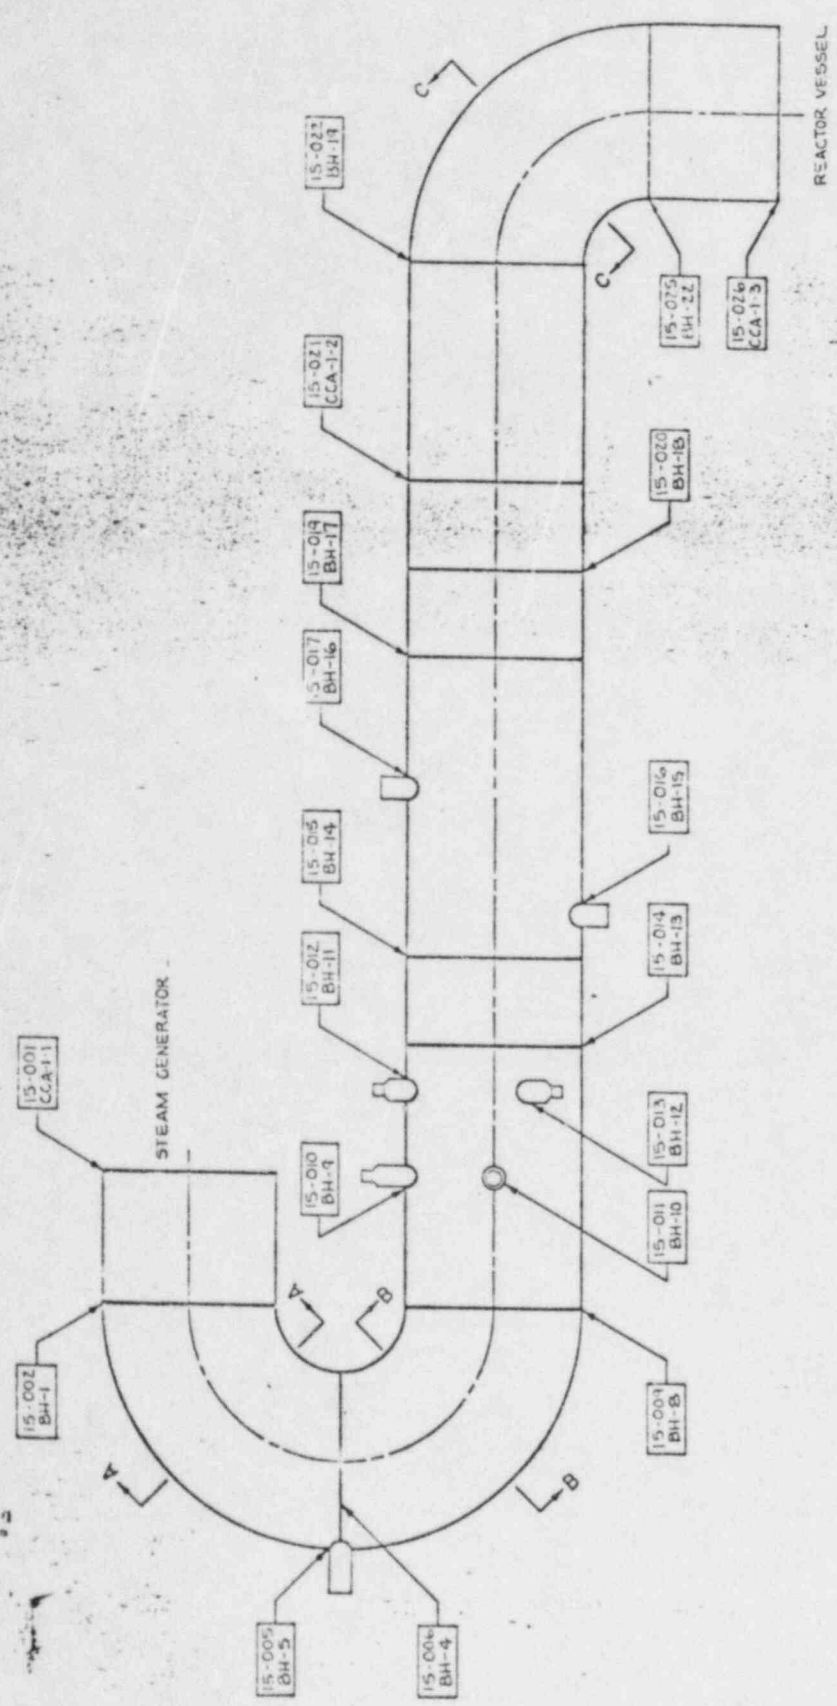 15-001
CCA-1-1
STEAM GENERATOR
15-002
BH-1
A
A
B
B
15-005
BH-5
15-006
BH-4
15-009
BH-8
15-010
BH-9
15-011
BH-10
15-012
BH-11
15-013
BH-12
15-014
BH-13
15-015
BH-14
15-016
BH-15
15-017
BH-16
15-019
BH-17
15-020
BH-18
15-021
CCA-1-2
BH-19
C
C
15-025
BH-22
15-026
CCA-1-3
REACTOR VESSEL